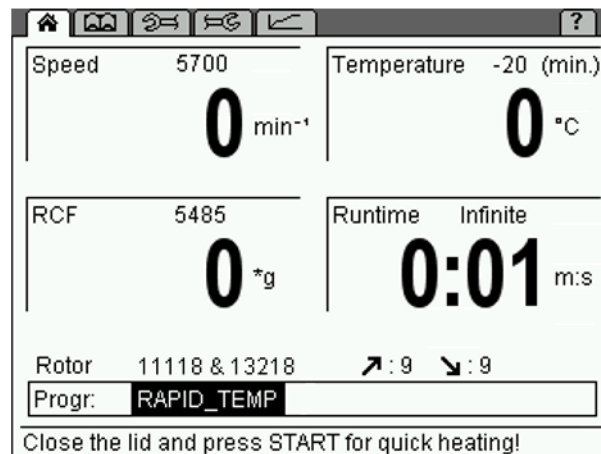 ?
Speed 5700
0 min⁻¹
Temperature -20 (min.)
0 °C
RCF 5485
0 *g
Runtime Infinite
0:01 m:s
Rotor 11118 & 13218 ↗: 9 ↘: 9
Progr: RAPID_TEMP
Close the lid and press START for quick heating!